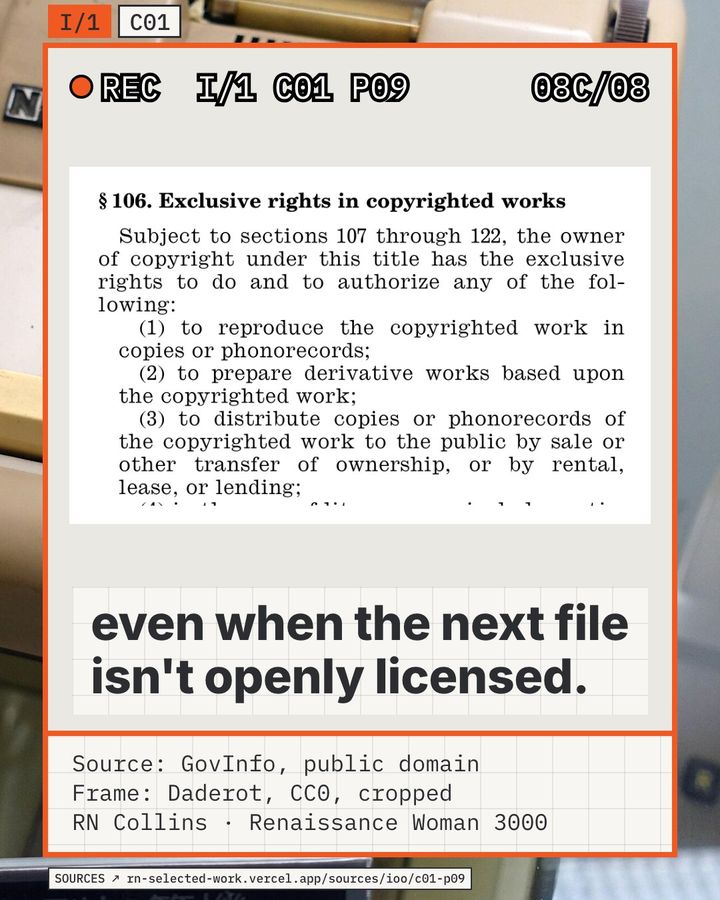 I/1 C01
REC I/1 C01 P09 08C/08
§ 106. Exclusive rights in copyrighted works
Subject to sections 107 through 122, the owner
of copyright under this title has the exclusive
rights to do and to authorize any of the fol-
lowing:
(1) to reproduce the copyrighted work in
copies or phonorecords;
(2) to prepare derivative works based upon
the copyrighted work;
(3) to distribute copies or phonorecords of
the copyrighted work to the public by sale or
other transfer of ownership, or by rental,
lease, or lending;
even when the next file
isn't openly licensed.
Source: GovInfo, public domain
Frame: Daderot, CC0, cropped
RN Collins · Renaissance Woman 3000
SOURCES ↗ rn-selected-work.vercel.app/sources/ioo/c01-p09